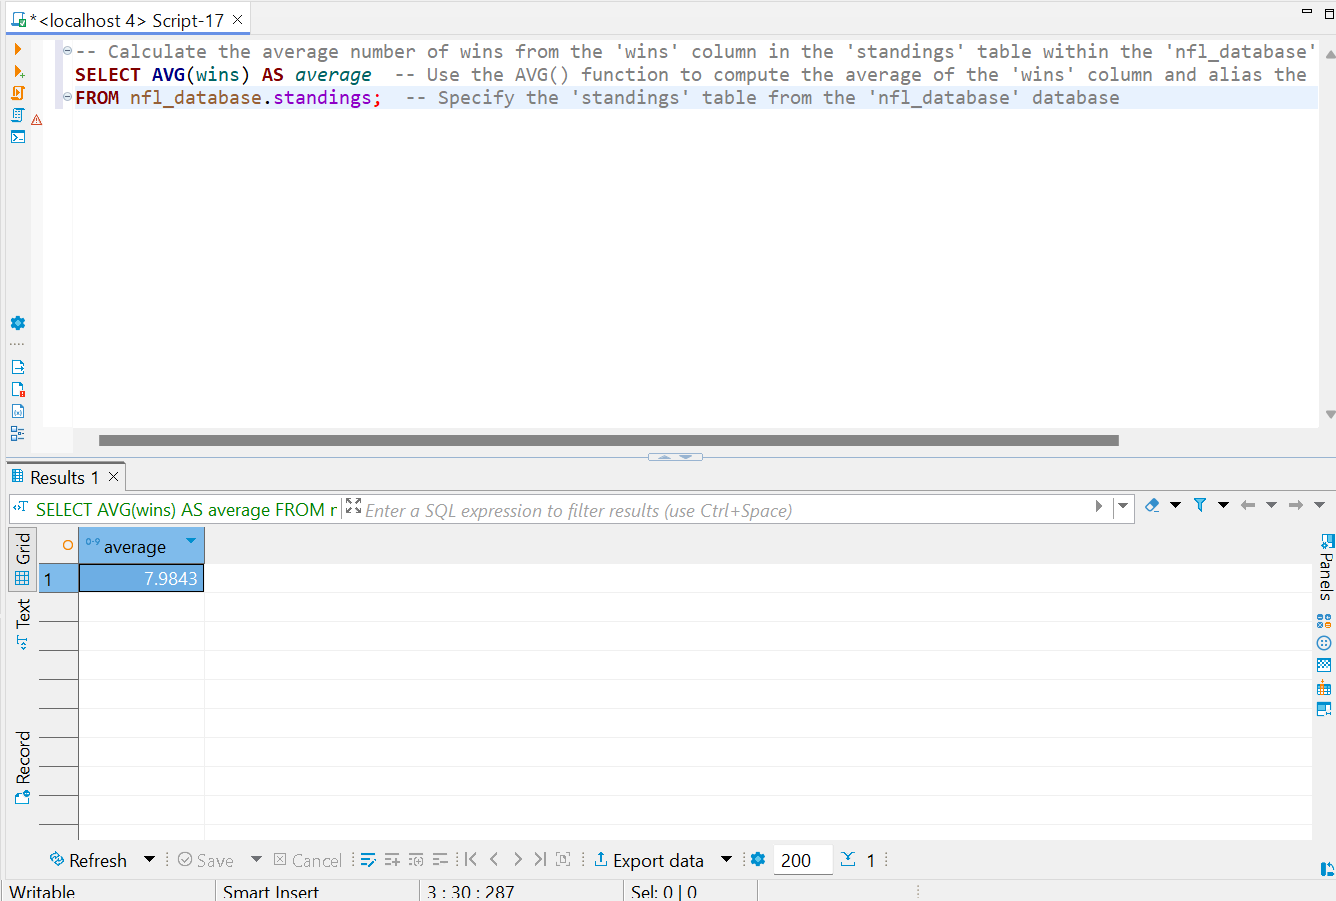 *<localhost 4> Script-17
-- Calculate the average number of wins from the 'wins' column in the 'standings' table within the 'nfl_database'
SELECT AVG(wins) AS average  -- Use the AVG() function to compute the average of the 'wins' column and alias the
FROM nfl_database.standings;  -- Specify the 'standings' table from the 'nfl_database' database
Results 1
SELECT AVG(wins) AS average FROM r
Enter a SQL expression to filter results (use Ctrl+Space)
Grid
Text
Record
0-9 average
1
7.9843
Panels
Refresh
Save
Cancel
Export data
200
1
Writable
Smart Insert
3 : 30 : 287
Sel: 0 | 0